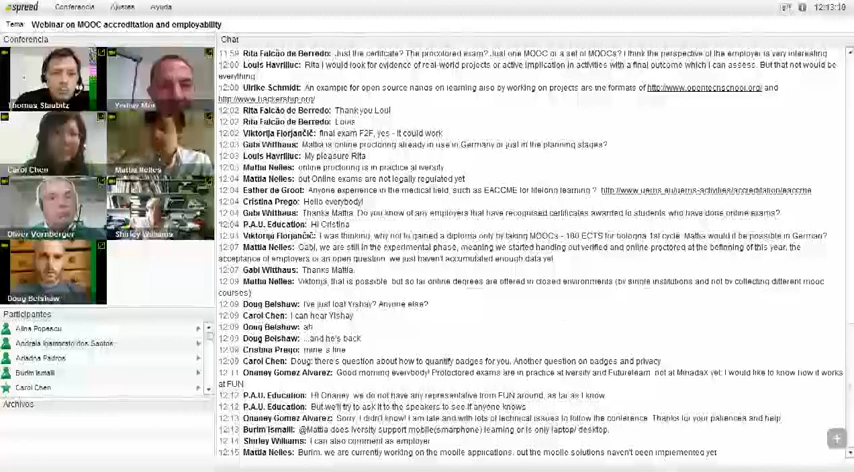 spreed Conferencia Ajustes Ayuda 12:13:10
Tema: Webinar on MOOC accreditation and employability
Conferencia
Chat
Thomas Staubitz
Carol Chen
Mattia Nelles
Oliver Vornberger
Shirley Williams
Doug Belshaw
Participantes
Alina Popescu
Ariadna Padros
Burim Ismaili
Carol Chen
Archivos
11:59 Rita Falcão de Berredo: Just the certificate? The proctored exam? Just one MOOC or a set of MOOCs? I think the perspective of the employer is very interesting
12:00 Louis Havriluc: Rita I would look for evidence of real-world projects or active implication in activities with a final outcome which I can assess. But that would not be
everything
12:00 Ulrike Schmidt: An example for open source hands on learning also by working on projects are the formats of http://www.opentechschool.org/ and
http://www.hackership.org/
12:02 Rita Falcão de Berredo: Thank you Lou!
12:02 Rita Falcão de Berredo: Louis
12:02 Viktorija Florjančič: final exam F2F, yes - it could work
12:03 Gabi Witthaus: Mattia is online proctoring already in use in Germany or just in the planning stages?
12:03 Louis Havriluc: My pleasure Rita
12:03 Mattia Nelles: online proctoring is in practice at iversity
12:04 Mattia Nelles: but Online exams are not legally regulated yet
12:04 Esther de Groot: Anyone experience in the medical field, such as EACCME for lifelong learning ?
12:04 Cristina Prego: Hello everybody!
12:04 Gabi Witthaus: Thanks Mattia. Do you know of any employers that have recognised certificates awarded to students who have done online exams?
12:04 P.A.U. Education: Hi Cristina
Viktorija Florjančič: I was thinking, why not to gained a diploma only by taking MOOCs - 180 ECTS for bologna 1st cycle. Mattia would it be possible in Germany?
12:07 Mattia Nelles: Gabi, we are still in the experimental phase, meaning we started handing out verified and online proctored at the beginning of this year, the
acceptance of employers or an open question. we just haven't accumulated enough data yet
12:07 Gabi Witthaus: Thanks Mattia.
12:09 Mattia Nelles: Viktorija, that is possible, but so far online degrees are offered in closed environments (by simple institutions and not by collecting different mooc
courses)
12:09 Doug Belshaw: I've just lost Yishay? Anyone else?
12:09 Carol Chen: I can hear Yishay
12:09 Doug Belshaw: ah
12:09 Doug Belshaw: ...and he's back
12:09 Cristina Prego: mine is fine
12:09 Carol Chen: Doug: there's question about how to quantify badges for you. Another question on badges and privacy
12:11 Onaney Gomez Alvarez: Good morning everybody! Protoctored exams are in practice at iversity and Futurelearn, not at Miriadax yet; I would like to know how it works
at FUN
12:12 P.A.U. Education: Hi Onaney, we do not have any representative from FUN around, as far as I know
12:12 P.A.U. Education: But we'll try to ask it to the speakers to see if anyone knows
12:13 Onaney Gomez Alvarez: Sorry, I didn't know! I am late and with lots of technical issues to follow the conference. Thanks for your patiences and help
12:13 Burim Ismaili: @Mattia does Iversity support mobile(smarphone) learning or is only laptop/ desktop.
12:14 Shirley Williams: I can also comment as employer
12:15 Mattia Nelles: Burim, we are currently working on the mobile applications, but the mobile solutions haven't been implemented yet